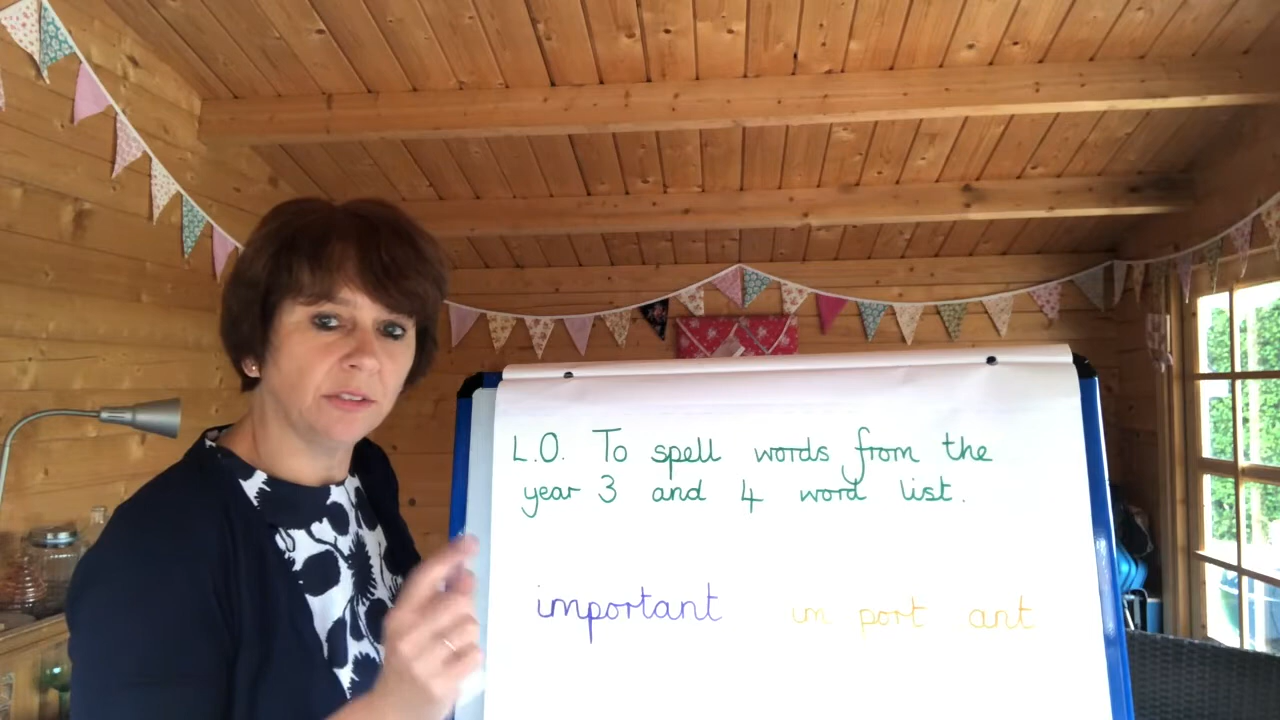 L.O. To spell words from the
year 3 and 4 word list.
important im port ant